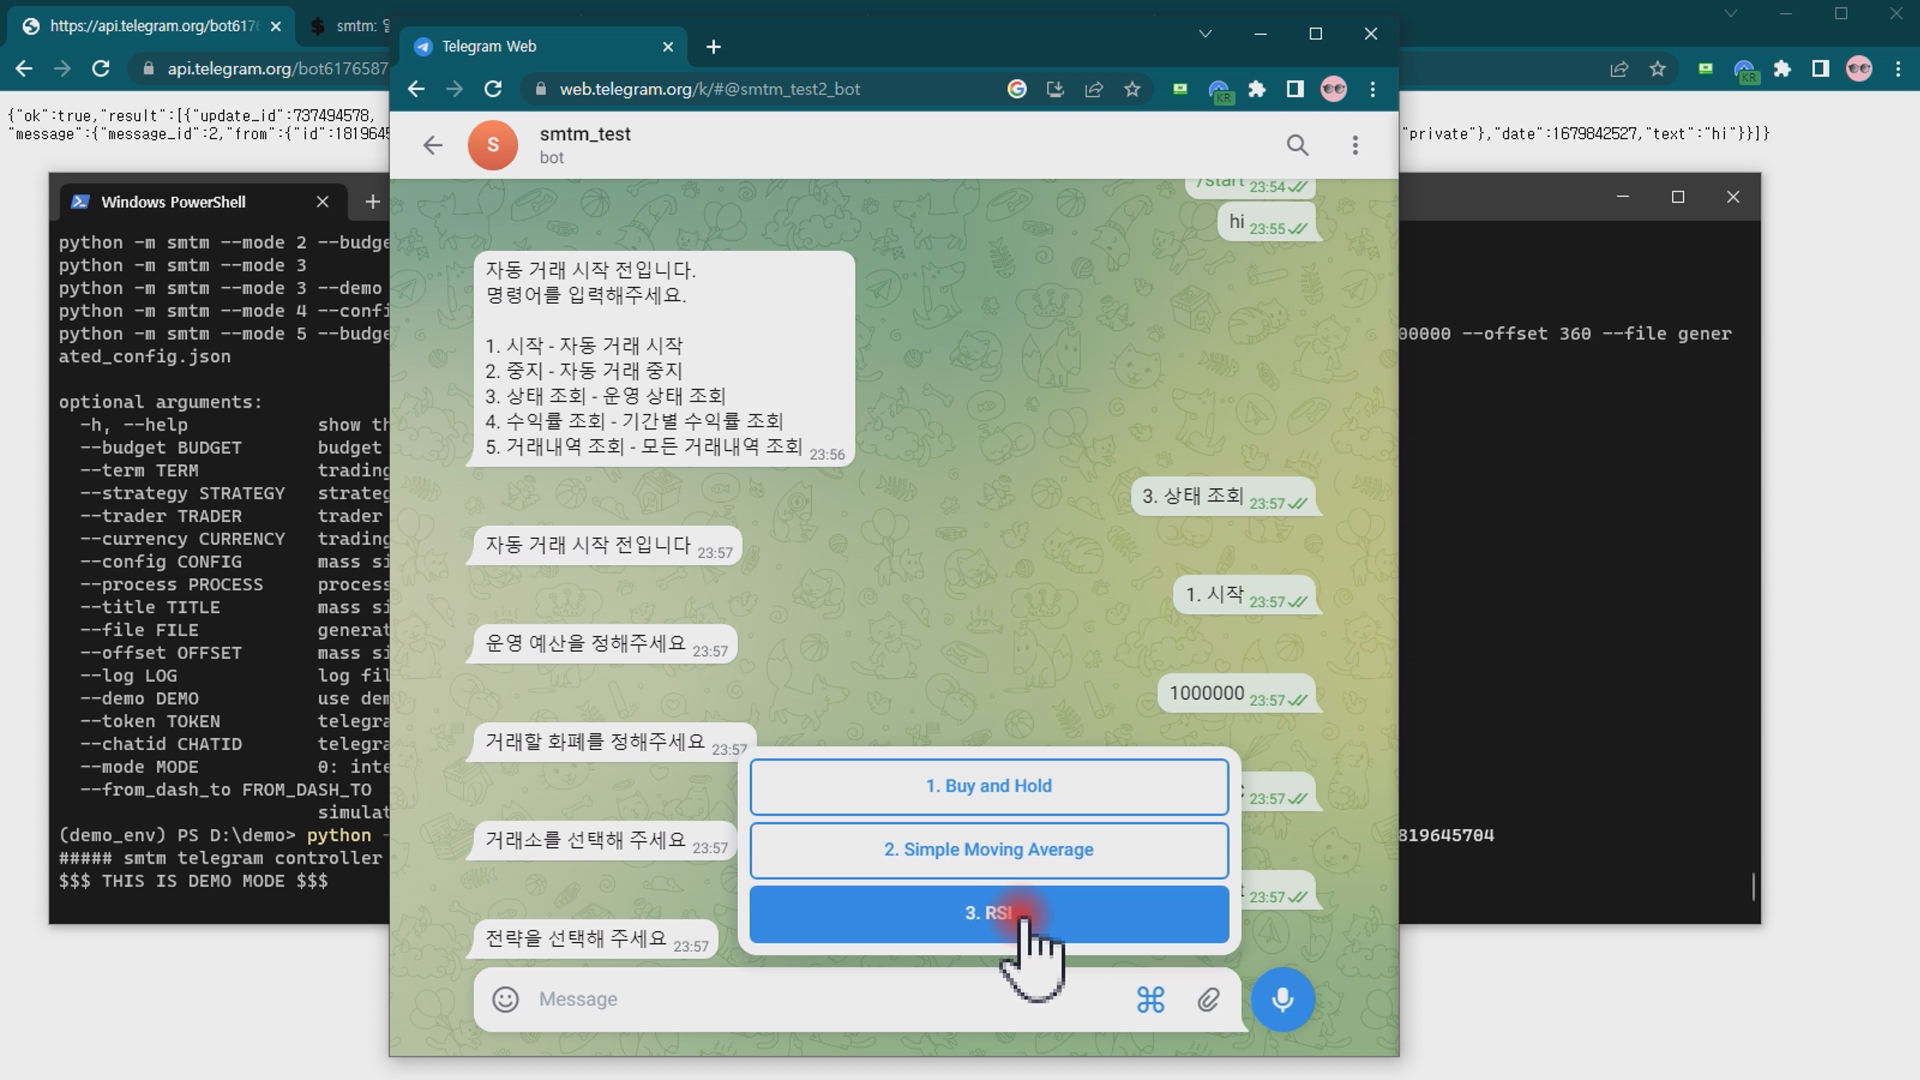 https://api.telegram.org/bot617
smtm:
api.telegram.org/bot6176587
KR
{"ok":true,"result":[{"update_id":737494578,
"message":{"message_id":2,"from":{"id":1819645
"private"},"date":1679842527,"text":"hi"}}]}
Windows PowerShell
python -m smtm --mode 2 --budge
python -m smtm --mode 3
python -m smtm --mode 3 --demo
python -m smtm --mode 4 --confi
python -m smtm --mode 5 --budge
00000 --offset 360 --file gener
ated_config.json
optional arguments:
-h, --help show th
--budget BUDGET budget
--term TERM trading
--strategy STRATEGY strateg
--trader TRADER trader
--currency CURRENCY trading
--config CONFIG mass si
--process PROCESS process
--title TITLE mass si
--file FILE generat
--offset OFFSET mass si
--log LOG log fil
--demo DEMO use dem
--token TOKEN telegra
--chatid CHATID telegra
--mode MODE 0: inte
--from_dash_to FROM_DASH_TO
simulat
(demo_env) PS D:\demo> python -
819645704
##### smtm telegram controller
$$$ THIS IS DEMO MODE $$$
Telegram Web
web.telegram.org/k/#@smtm_test2_bot
KR
S
smtm_test
bot
/start 23:54
hi 23:55
자동 거래 시작 전입니다.
명령어를 입력해주세요.
1. 시작 - 자동 거래 시작
2. 중지 - 자동 거래 중지
3. 상태 조회 - 운영 상태 조회
4. 수익률 조회 - 기간별 수익률 조회
5. 거래내역 조회 - 모든 거래내역 조회 23:56
3. 상태 조회 23:57
자동 거래 시작 전입니다 23:57
1. 시작 23:57
운영 예산을 정해주세요 23:57
1000000 23:57
거래할 화폐를 정해주세요 23:57
23:57
거래소를 선택해 주세요 23:57
23:57
전략을 선택해 주세요 23:57
1. Buy and Hold
2. Simple Moving Average
3. RSI
Message